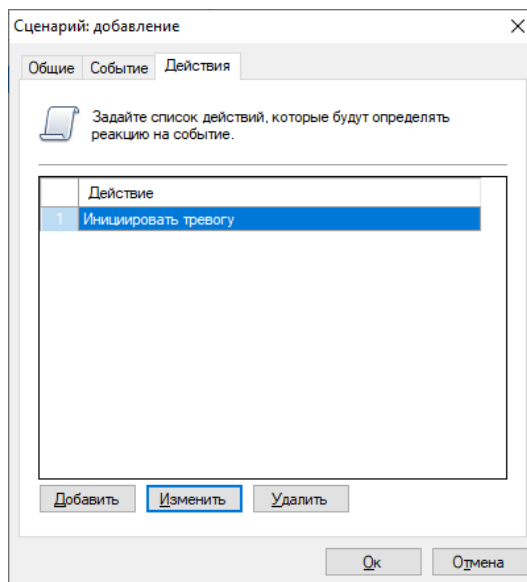 Сценарий: добавление
Общие Событие Действия
Задайте список действий, которые будут определять
реакцию на событие.
Действие
1 Инициировать тревогу
Добавить Изменить Удалить
Ок Отмена